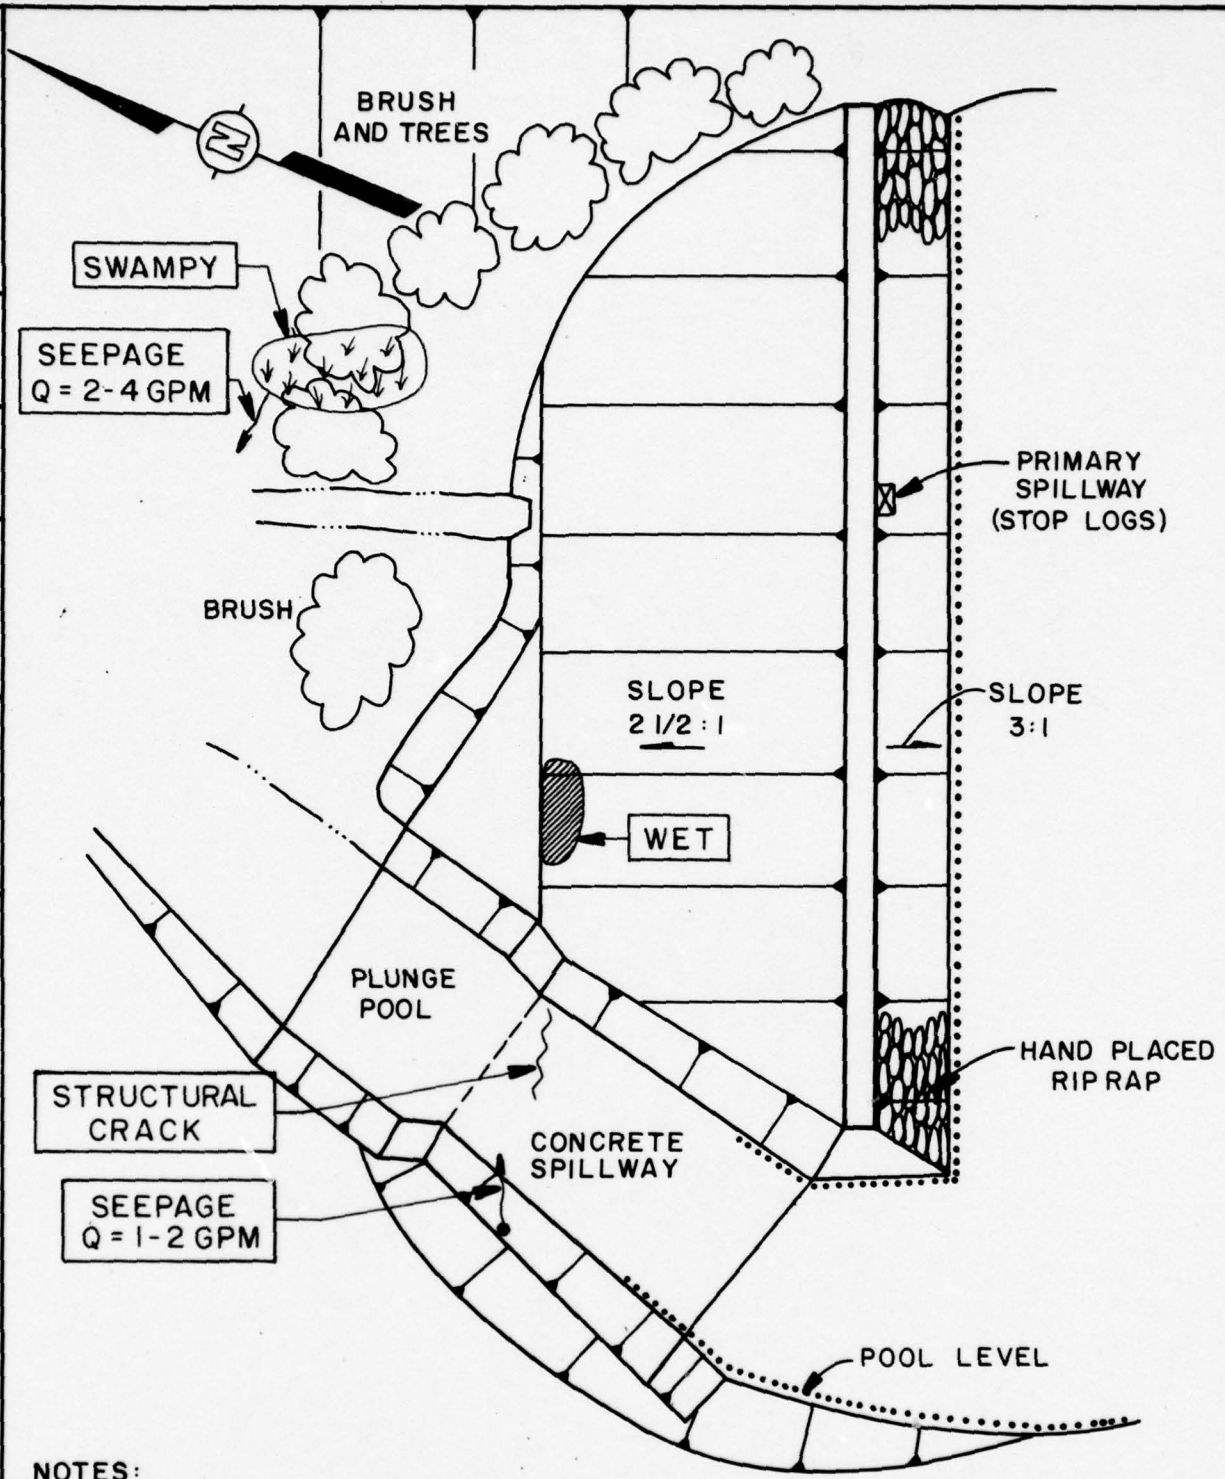 BRUSH
AND TREES
N
SWAMPY
SEEPAGE
Q = 2-4 GPM
PRIMARY
SPILLWAY
(STOP LOGS)
BRUSH
SLOPE
2 1/2 : 1
SLOPE
3:1
WET
PLUNGE
POOL
HAND PLACED
RIPRAP
STRUCTURAL
CRACK
CONCRETE
SPILLWAY
SEEPAGE
Q = 1-2 GPM
POOL LEVEL
NOTES: